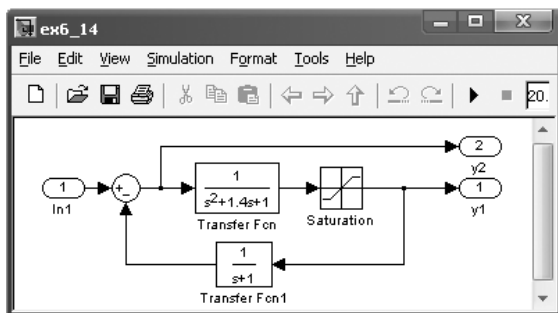 ex6_14
File Edit View Simulation Format Tools Help
20.
2
y2
1
In1
+
-
1
s2+1.4s+1
Transfer Fcn
Saturation
1
y1
1
s+1
Transfer Fcn1